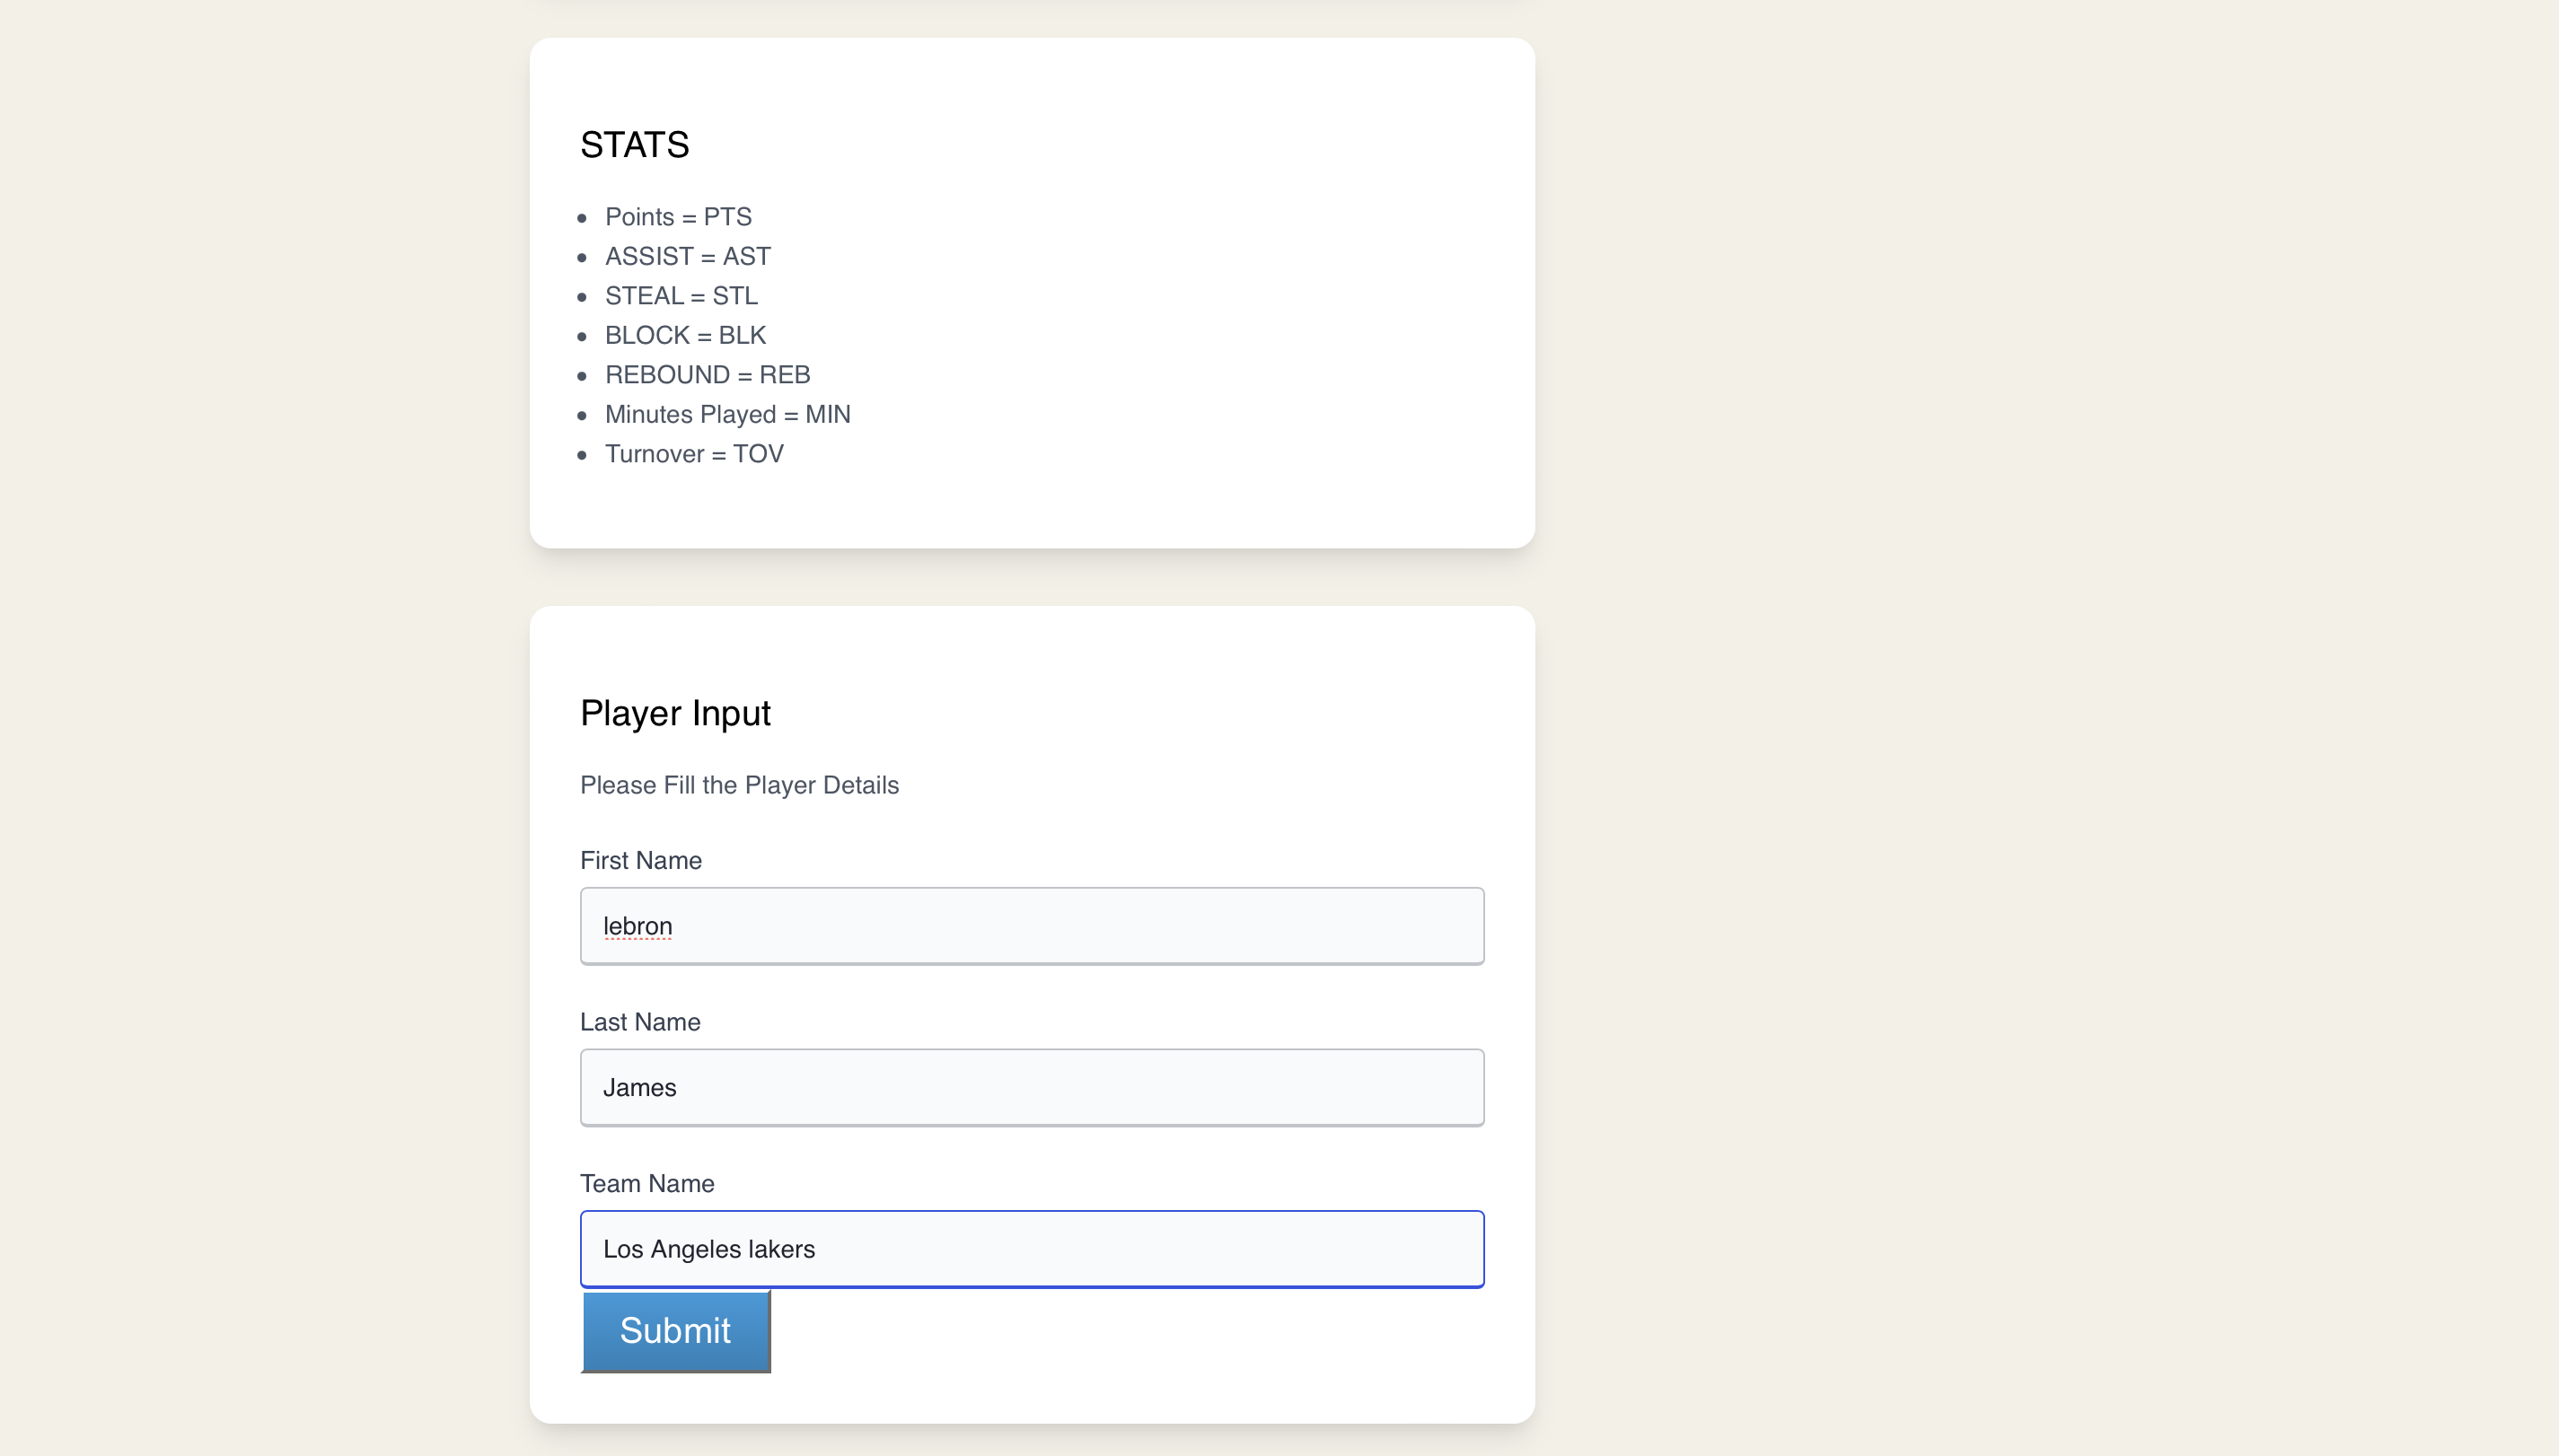 STATS
Points = PTS
ASSIST = AST
STEAL = STL
BLOCK = BLK
REBOUND = REB
Minutes Played = MIN
Turnover = TOV
Player Input
Please Fill the Player Details
First Name
lebron
Last Name
James
Team Name
Los Angeles lakers
Submit